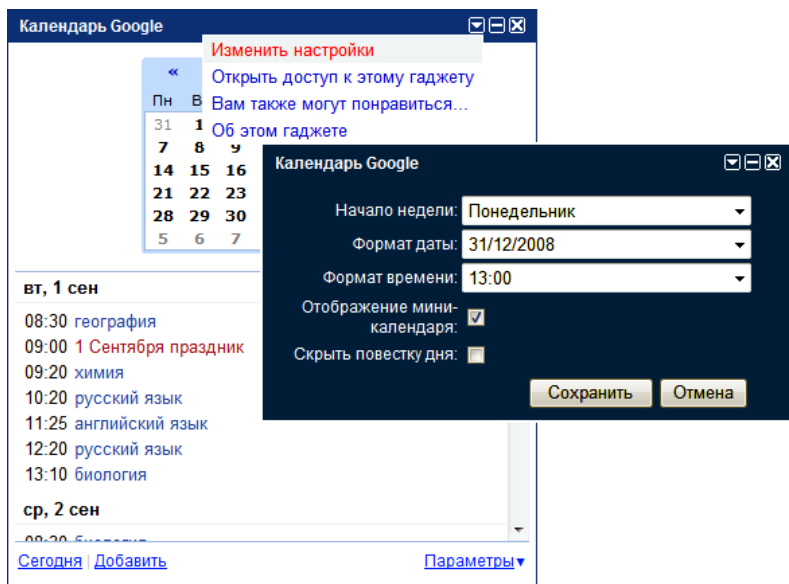 Календарь Google
Изменить настройки
Открыть доступ к этому гаджету
Вам также могут понравиться...
Об этом гаджете
«
Пн В
31 1
7 8 9
14 15 16
21 22 23
28 29 30
5 6 7
вт, 1 сен
08:30 география
09:00 1 Сентября праздник
09:20 химия
10:20 русский язык
11:25 английский язык
12:20 русский язык
13:10 биология
ср, 2 сен
Сегодня | Добавить
Параметры▾
Календарь Google
Начало недели: Понедельник
Формат даты: 31/12/2008
Формат времени: 13:00
Отображение мини-
календаря:
Скрыть повестку дня:
Сохранить Отмена